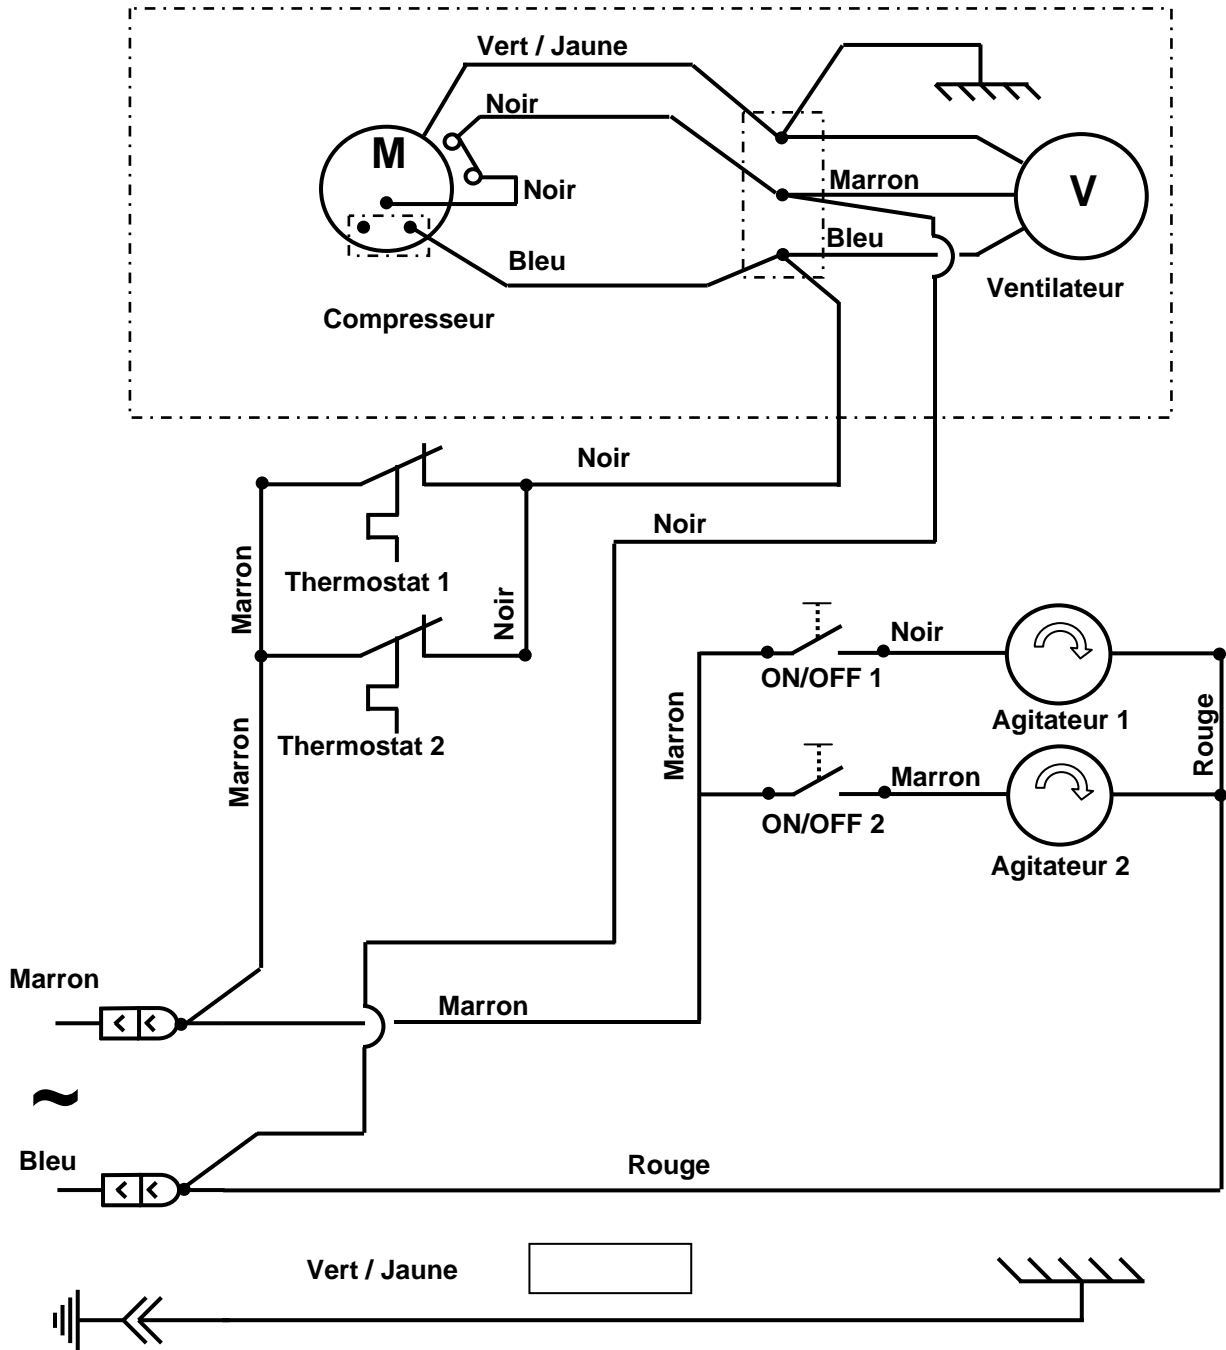 Vert / Jaune
Noir
M
Noir
Marron
V
Bleu
Bleu
Ventilateur
Compresseur
Noir
Noir
Marron
Thermostat 1
Noir
Noir
ON/OFF 1
Agitateur 1
Marron
Thermostat 2
Marron
Rouge
Marron
ON/OFF 2
Agitateur 2
Marron
Marron
~
Bleu
Rouge
Vert / Jaune